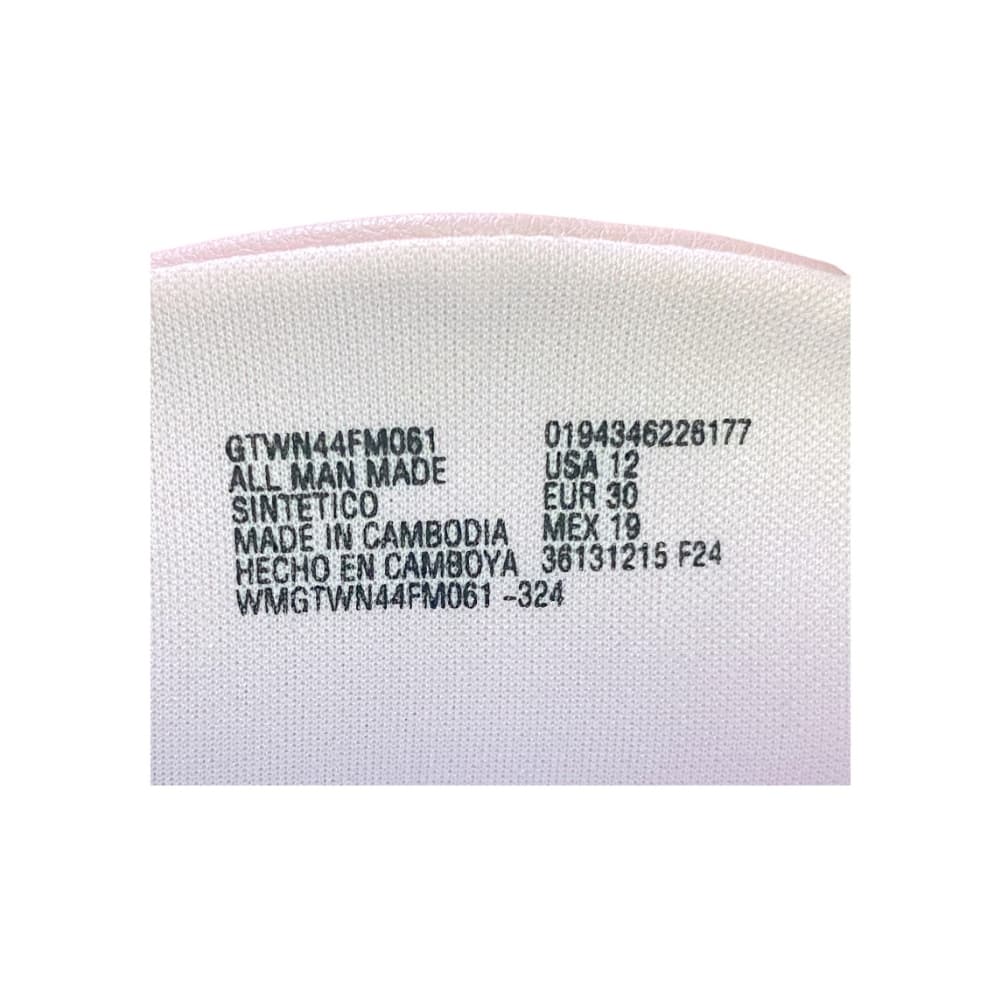 GTWN44FM061
ALL MAN MADE
SINTETICO
MADE IN CAMBODIA
HECHO EN CAMBOYA
WMGTWN44FM061 -324
0194346226177
USA 12
EUR 30
MEX 19
36131215 F24